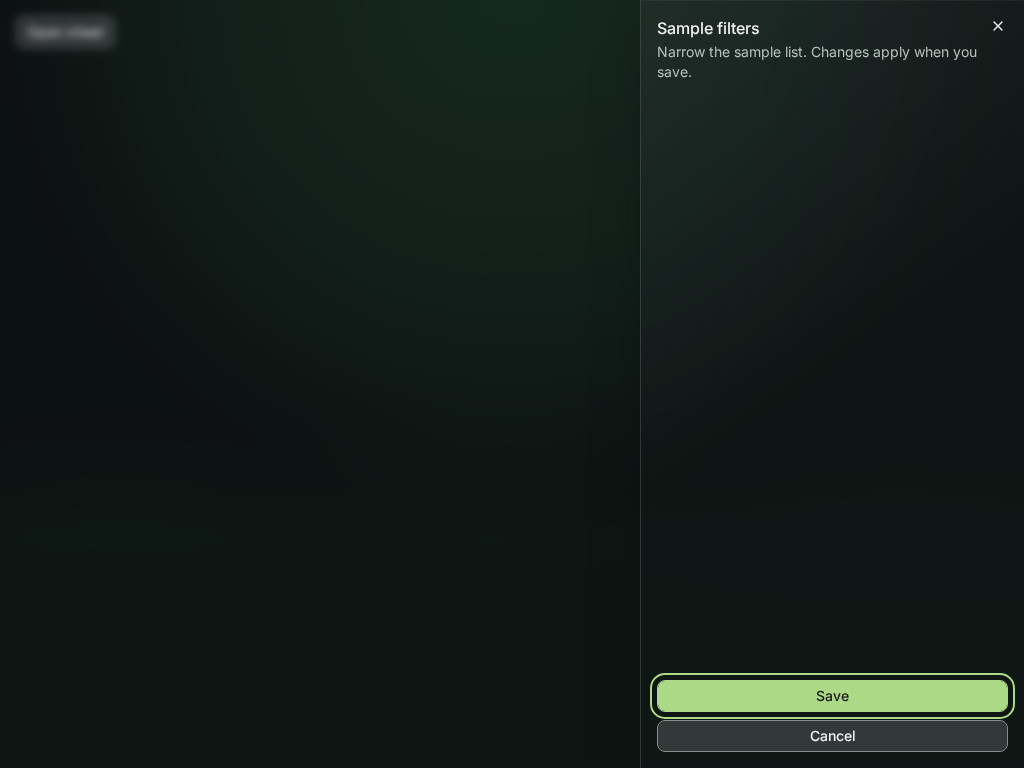 Sample filters
Narrow the sample list. Changes apply when you
save.
Save
Cancel